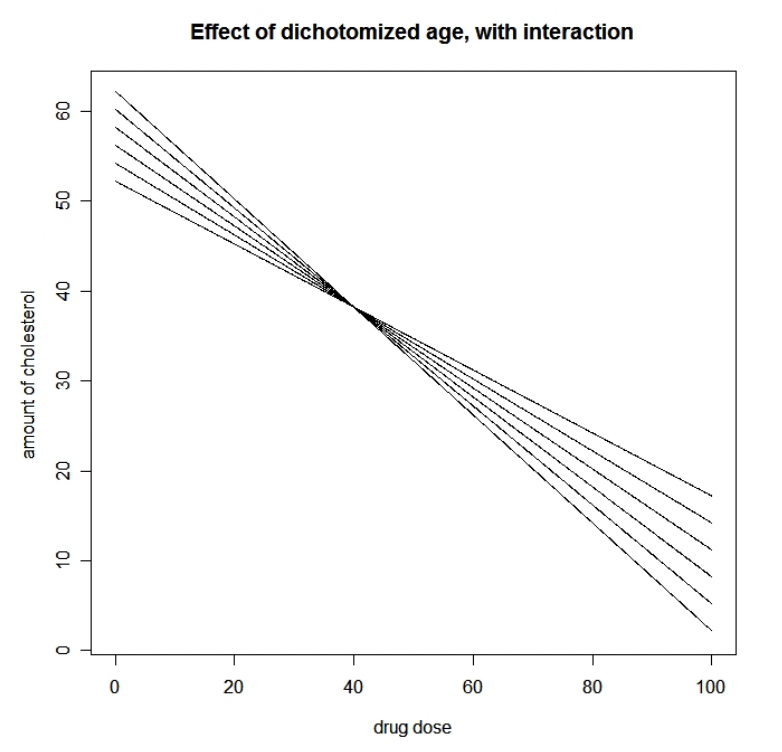 Effect of dichotomized age, with interaction
amount of cholesterol
60
50
40
30
20
10
0
0 20 40 60 80 100
drug dose